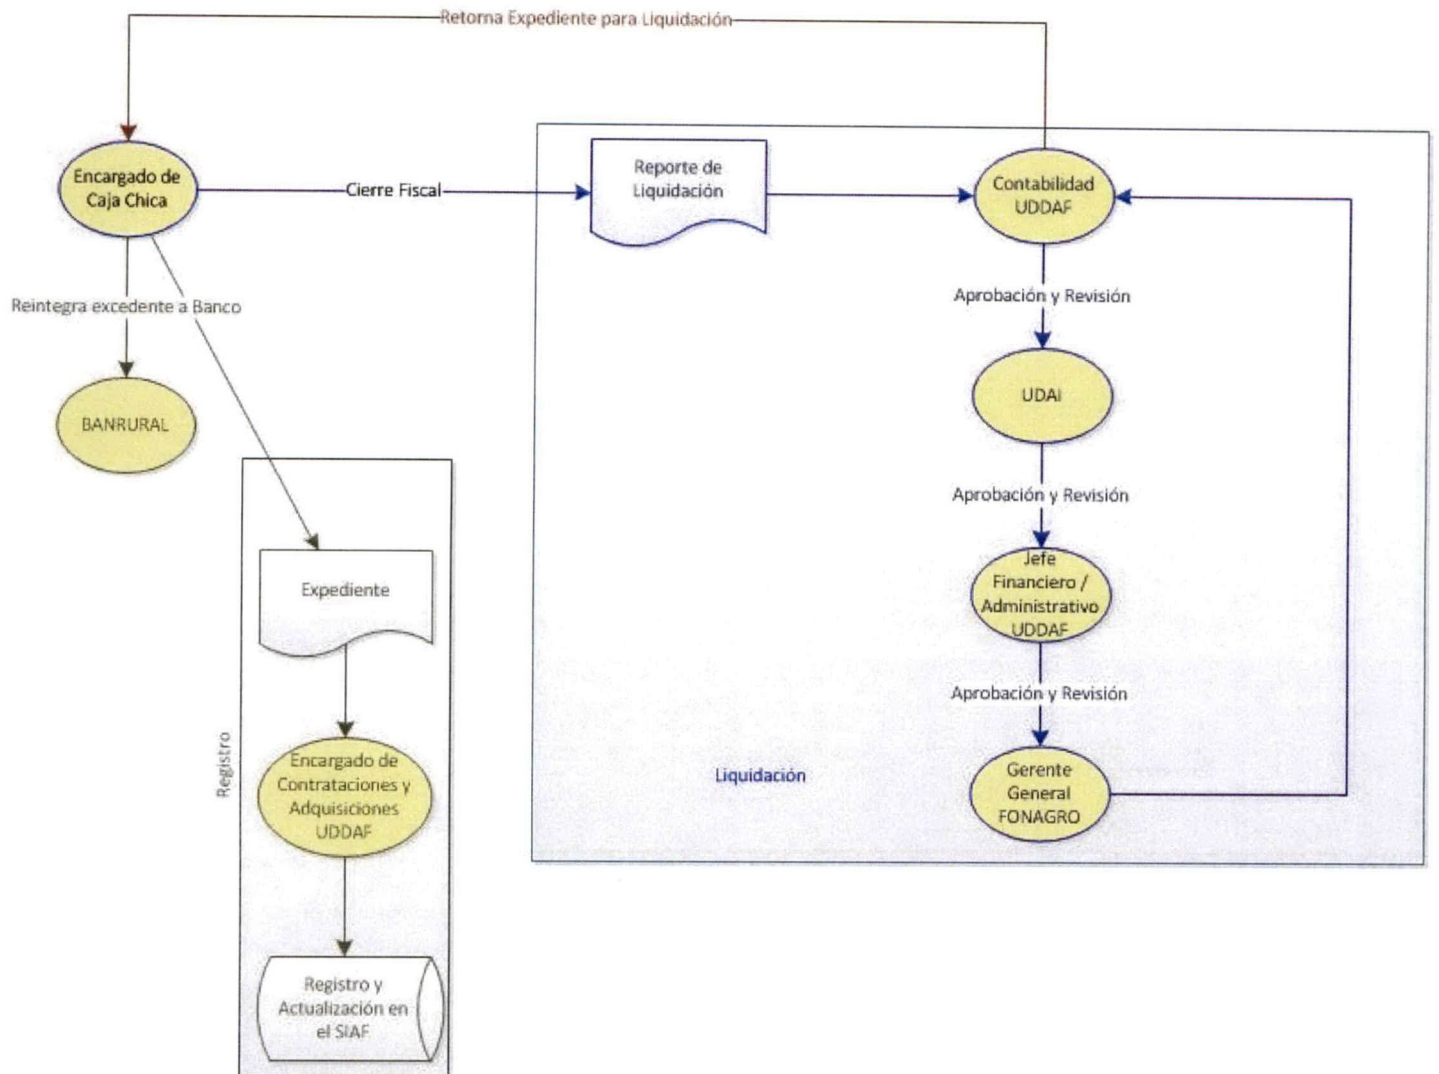 Retorna Expediente para Liquidación
Encargado de
Caja Chica
Cierre Fiscal
Reporte de
Liquidación
Contabilidad
UDDAF
Reintegra excedente a Banco
Aprobación y Revisión
BANRURAL
UDAI
Aprobación y Revisión
Expediente
Jefe
Financiero /
Administrativo
UDDAF
Aprobación y Revisión
Registro
Encargado de
Contrataciones y
Adquisiciones
UDDAF
Liquidación
Gerente
General
FONAGRO
Registro y
Actualización en
el SIAF